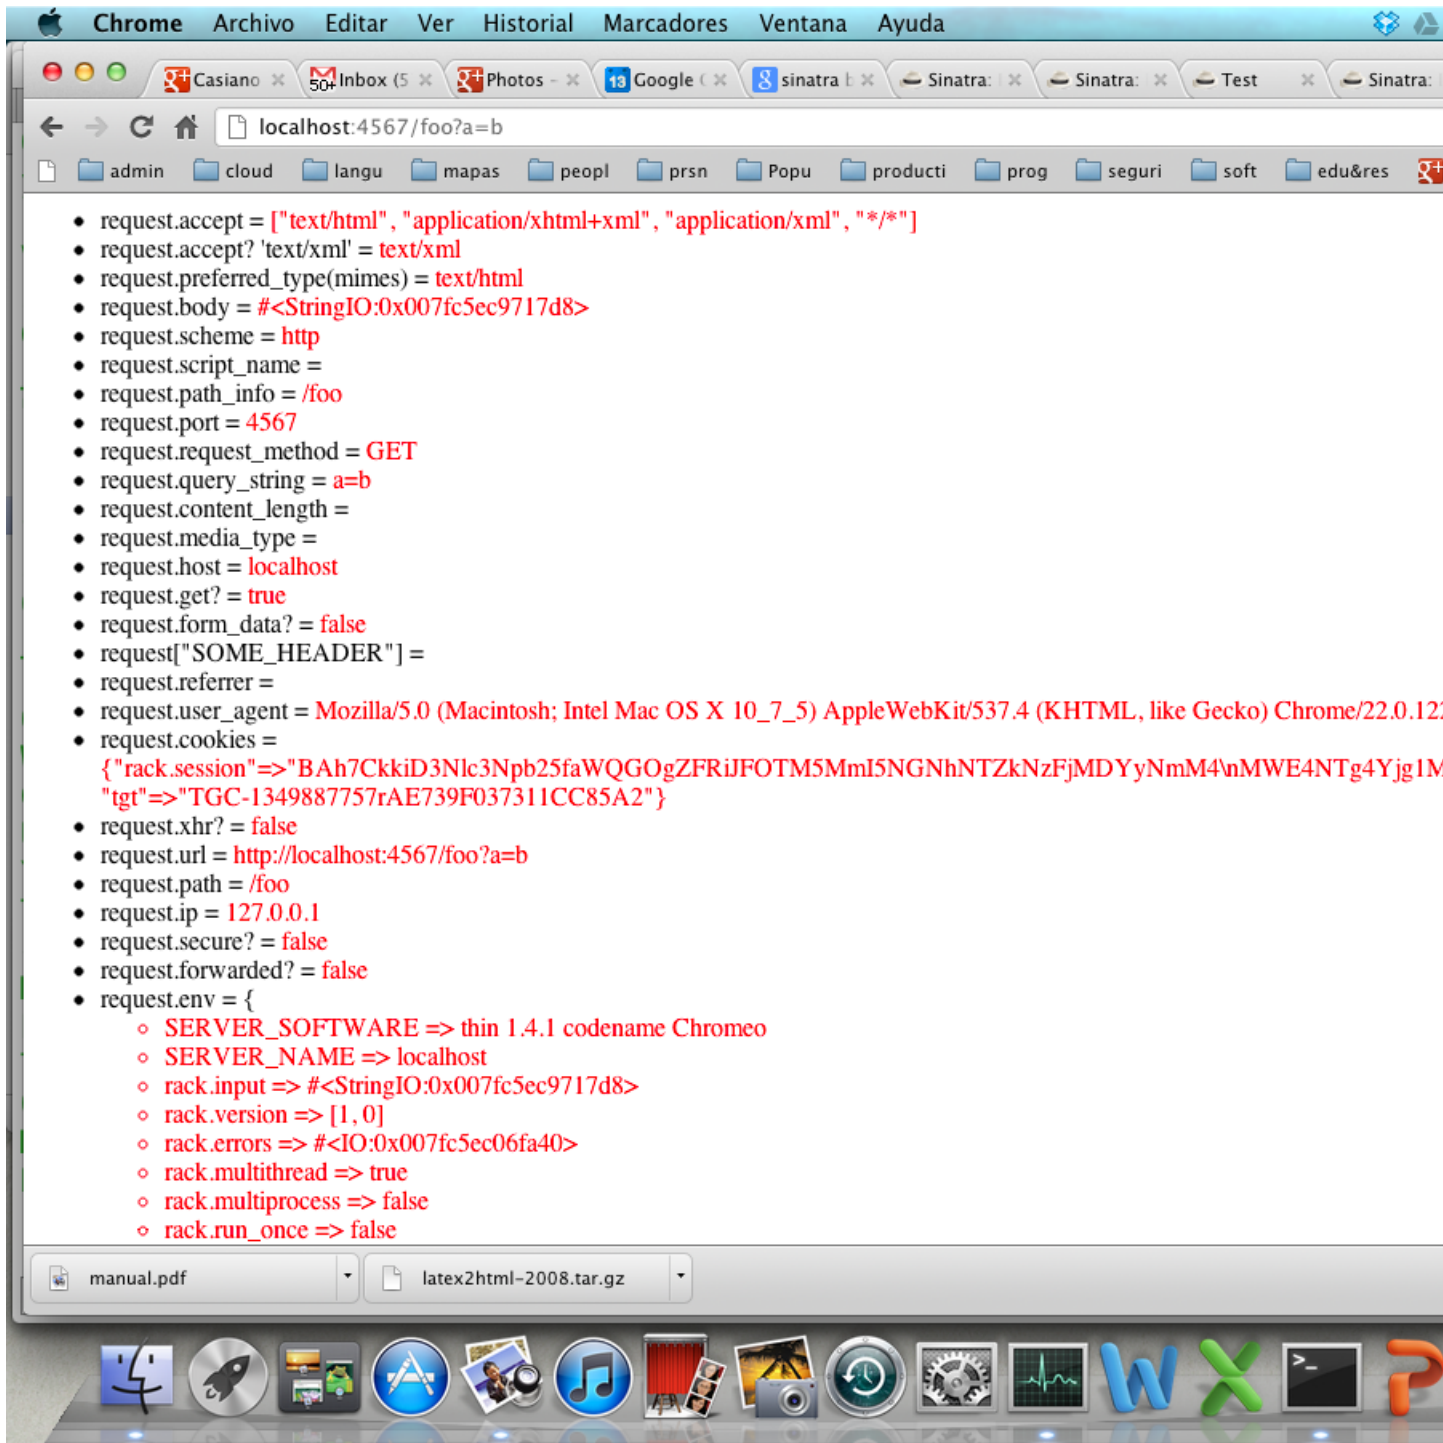 Chrome Archivo Editar Ver Historial Marcadores Ventana Ayuda
Casiano Inbox (5 Photos - Google sinatra b Sinatra: Sinatra: Test Sinatra:
localhost:4567/foo?a=b
admin cloud langu mapas peopl prsn Popu producti prog seguri soft edu&res
request.accept = ["text/html", "application/xhtml+xml", "application/xml", "*/*"]
request.accept? 'text/xml' = text/xml
request.preferred_type(mimes) = text/html
request.body = #<StringIO:0x007fc5ec9717d8>
request.scheme = http
request.script_name =
request.path_info = /foo
request.port = 4567
request.request_method = GET
request.query_string = a=b
request.content_length =
request.media_type =
request.host = localhost
request.get? = true
request.form_data? = false
request["SOME_HEADER"] =
request.referrer =
request.user_agent = Mozilla/5.0 (Macintosh; Intel Mac OS X 10_7_5) AppleWebKit/537.4 (KHTML, like Gecko) Chrome/22.0.122
request.cookies =
{"rack.session"=>"BAh7CkkiD3Nlc3Npb25faWQGOgZFRiJFOTM5MmI5NGNhNTZkNzFjMDYyNmM4\nMWE4NTg4Yjg1M
"tgt"=>"TGC-1349887757rAE739F037311CC85A2"}
request.xhr? = false
request.url = http://localhost:4567/foo?a=b
request.path = /foo
request.ip = 127.0.0.1
request.secure? = false
request.forwarded? = false
request.env = {
SERVER_SOFTWARE => thin 1.4.1 codename Chromeo
SERVER_NAME => localhost
rack.input => #<StringIO:0x007fc5ec9717d8>
rack.version => [1, 0]
rack.errors => #<IO:0x007fc5ec06fa40>
rack.multithread => true
rack.multiprocess => false
rack.run_once => false
manual.pdf latex2html-2008.tar.gz